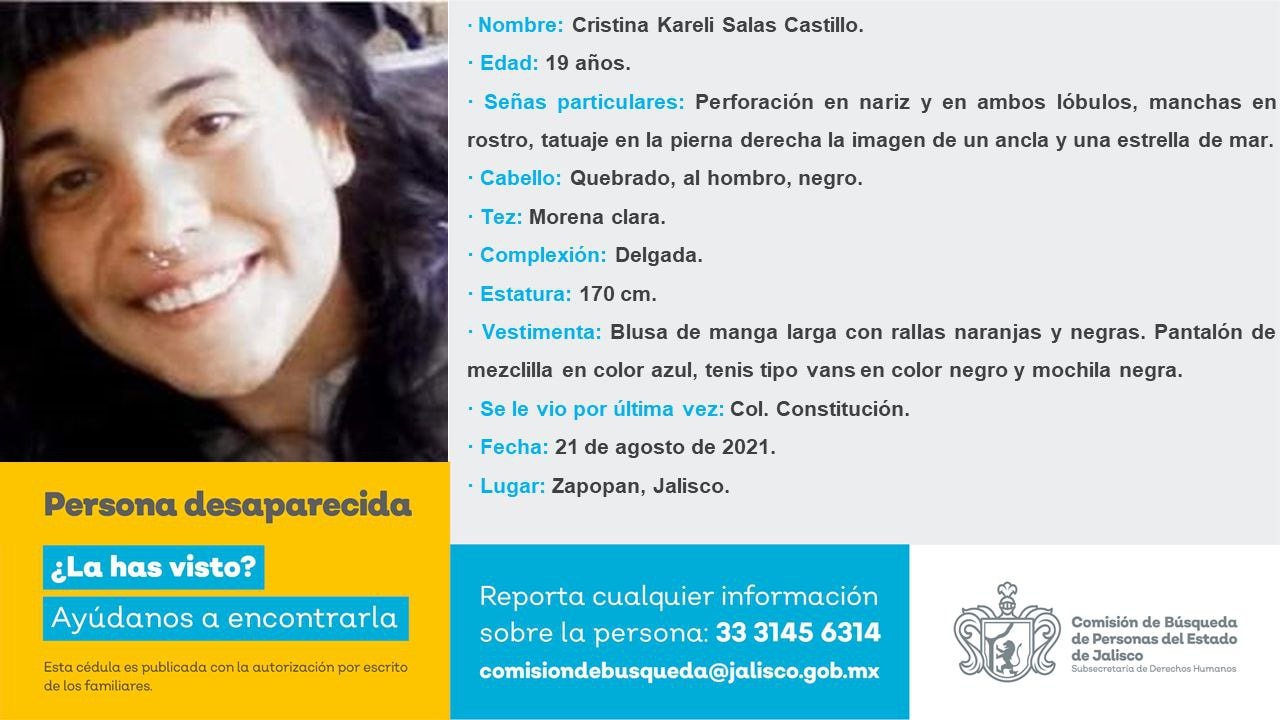 · Nombre: Cristina Kareli Salas Castillo.
· Edad: 19 años.
· Señas particulares: Perforación en nariz y en ambos lóbulos, manchas en
rostro, tatuaje en la pierna derecha la imagen de un ancla y una estrella de mar.
· Cabello: Quebrado, al hombro, negro.
· Tez: Morena clara.
· Complexión: Delgada.
· Estatura: 170 cm.
· Vestimenta: Blusa de manga larga con rallas naranjas y negras. Pantalón de
mezclilla en color azul, tenis tipo vans en color negro y mochila negra.
· Se le vio por última vez: Col. Constitución.
· Fecha: 21 de agosto de 2021.
· Lugar: Zapopan, Jalisco.
Persona desaparecida
¿La has visto?
Ayúdanos a encontrarla
Esta cédula es publicada con la autorización por escrito
de los familiares.
Reporta cualquier información
sobre la persona: 33 3145 6314
comisiondebusqueda@jalisco.gob.mx
Comisión de Búsqueda
de Personas del Estado
de Jalisco
Subsecretaría de Derechos Humanos